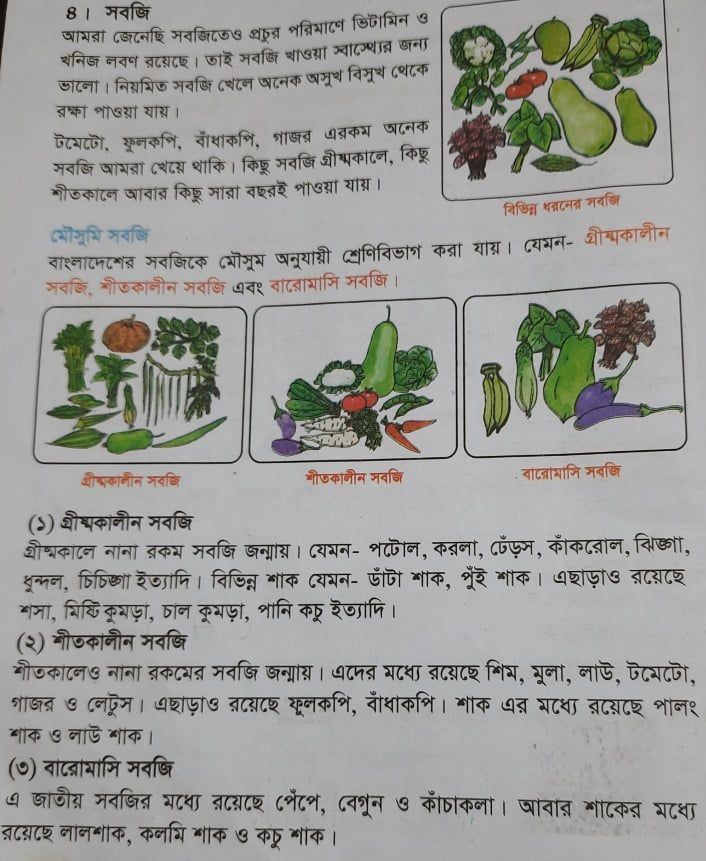 ৪। সবজি
আমরা জেনেছি সবজিতেও প্রচুর পরিমাণে ভিটামিন ও
খনিজ লবণ রয়েছে। তাই সবজি খাওয়া স্বাস্থ্যের জন্য
ভালো। নিয়মিত সবজি খেলে অনেক অসুখ বিসুখ থেকে
রক্ষা পাওয়া যায়।
টমেটো, ফুলকপি, বাঁধাকপি, গাজর এরকম অনেক
সবজি আমরা খেয়ে থাকি। কিছু সবজি গ্রীষ্মকালে, কিছু
শীতকালে আবার কিছু সারা বছরই পাওয়া যায়।
বিভিন্ন ধরনের সবজি
মৌসুমি সবজি
বাংলাদেশের সবজিকে মৌসুম অনুযায়ী শ্রেণিবিভাগ করা যায়। যেমন- গ্রীষ্মকালীন
সবজি, শীতকালীন সবজি এবং বারোমাসি সবজি।
গ্রীষ্মকালীন সবজি
শীতকালীন সবজি
বারোমাসি সবজি
(১) গ্রীষ্মকালীন সবজি
গ্রীষ্মকালে নানা রকম সবজি জন্মায়। যেমন- পটোল, করলা, ঢেঁড়স, কাঁকরোল, ঝিঙ্গা,
ধুন্দল, চিচিঙ্গা ইত্যাদি। বিভিন্ন শাক যেমন- ডাঁটা শাক, পুঁই শাক। এছাড়াও রয়েছে
শসা, মিষ্টি কুমড়া, চাল কুমড়া, পানি কচু ইত্যাদি।
(২) শীতকালীন সবজি
শীতকালেও নানা রকমের সবজি জন্মায়। এদের মধ্যে রয়েছে শিম, মুলা, লাউ, টমেটো,
গাজর ও লেটুস। এছাড়াও রয়েছে ফুলকপি, বাঁধাকপি। শাক এর মধ্যে রয়েছে পালং
শাক ও লাউ শাক।
(৩) বারোমাসি সবজি
এ জাতীয় সবজির মধ্যে রয়েছে পেঁপে, বেগুন ও কাঁচাকলা। আবার শাকের মধ্যে
রয়েছে লালশাক, কলমি শাক ও কচু শাক।